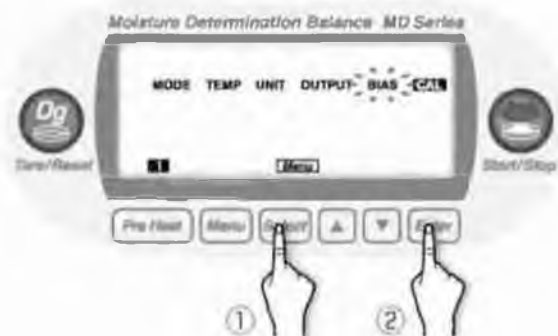 Moisture Determination Balance MD Series
MODE TEMP UNIT OUTPUT BIAS CAL
0g
Tare/Reset
Start/Stop
1 Menu
Pre Heat Menu Select ▲ ▼ Enter
① ②